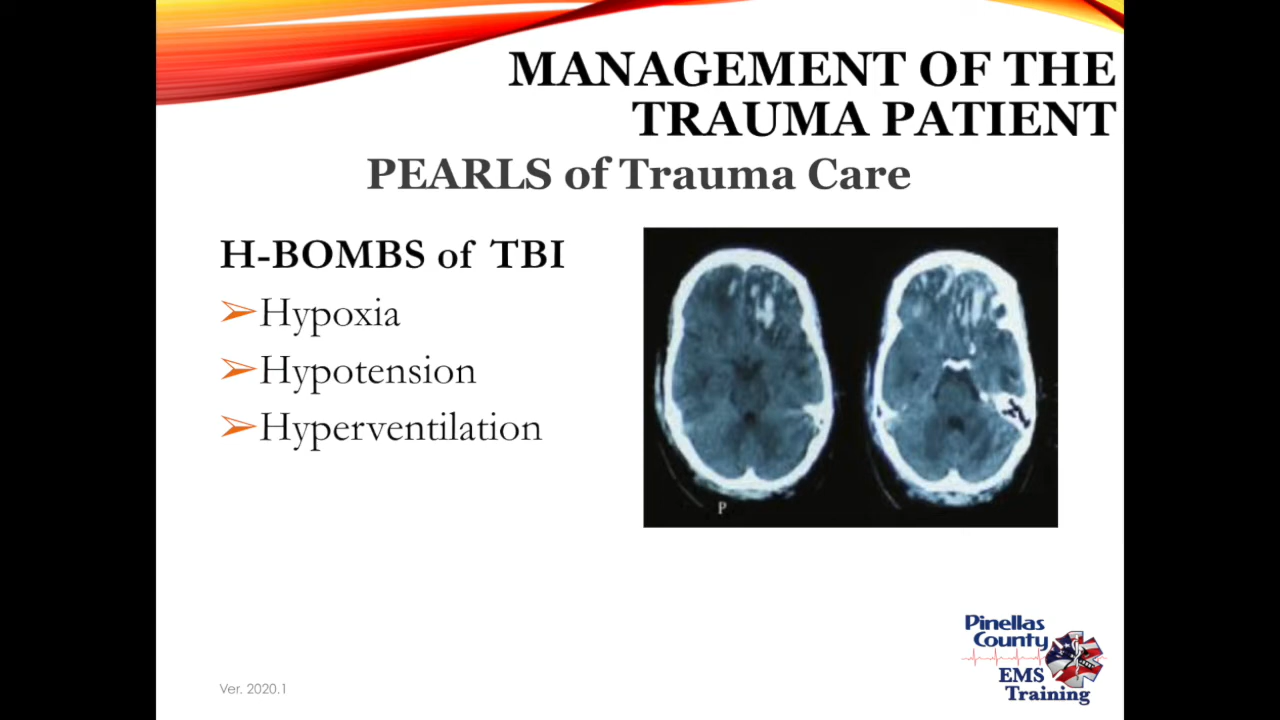 MANAGEMENT OF THE
TRAUMA PATIENT
PEARLS of Trauma Care
H-BOMBS of TBI
➢Hypoxia
➢Hypotension
➢Hyperventilation
P
Pinellas
County
EMS
Training
Ver. 2020.1